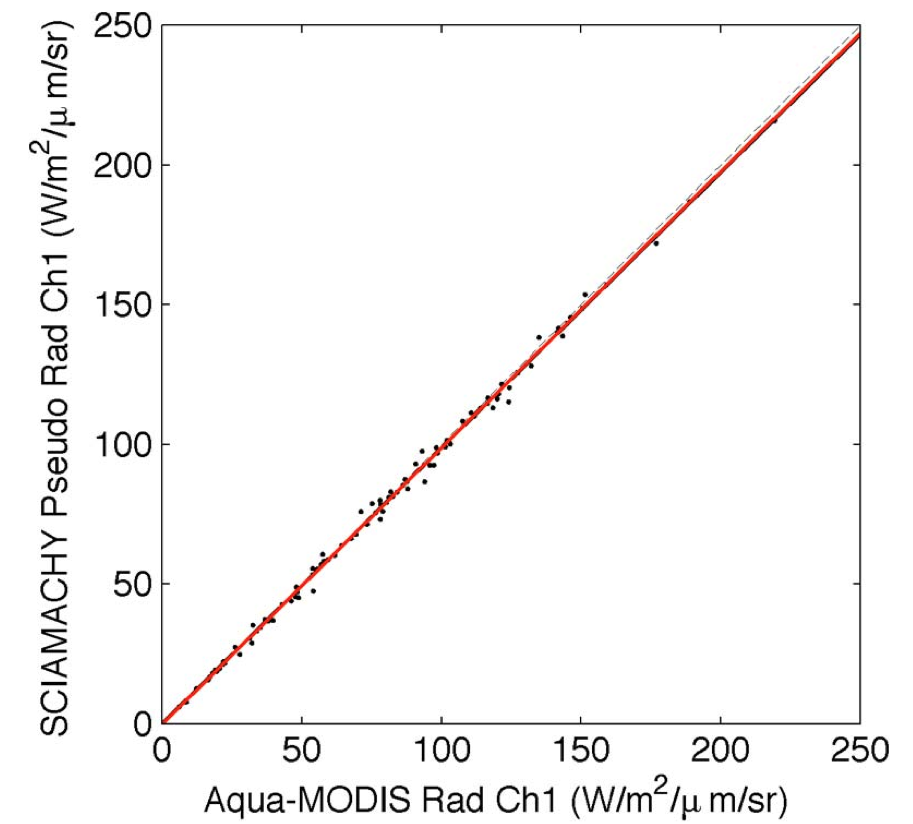 SCIAMACHY Pseudo Rad Ch1 (W/m²/μ m/sr)
250
200
150
100
50
0
0 50 100 150 200 250
Aqua-MODIS Rad Ch1 (W/m²/μ m/sr)